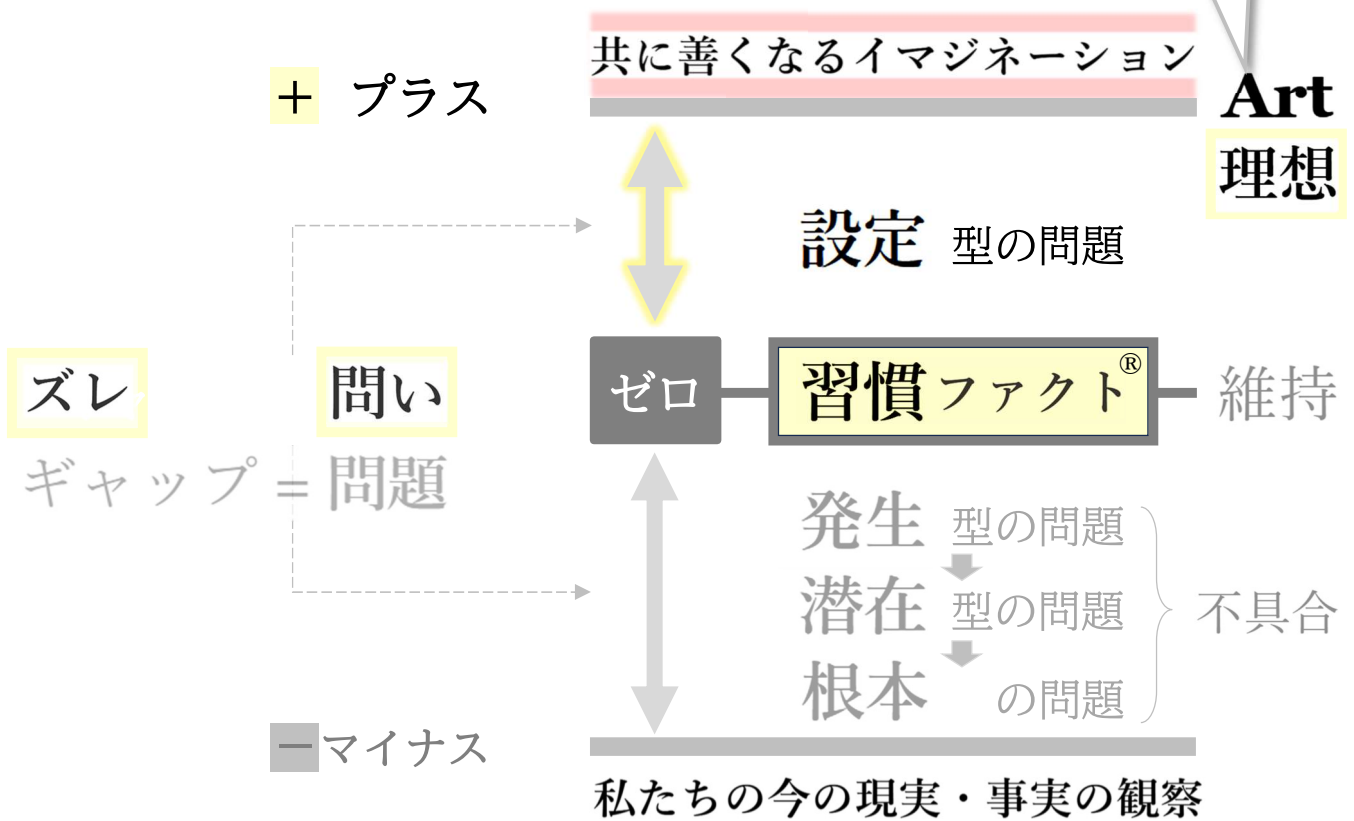 共に善くなるイマジネーション
＋ プラス
Art
理想
設定 型の問題
ズレ 問い
ゼロ 習慣ファクト® 維持
ギャップ = 問題
発生 型の問題
潜在 型の問題
不具合
根本 の問題
－マイナス
私たちの今の現実・事実の観察